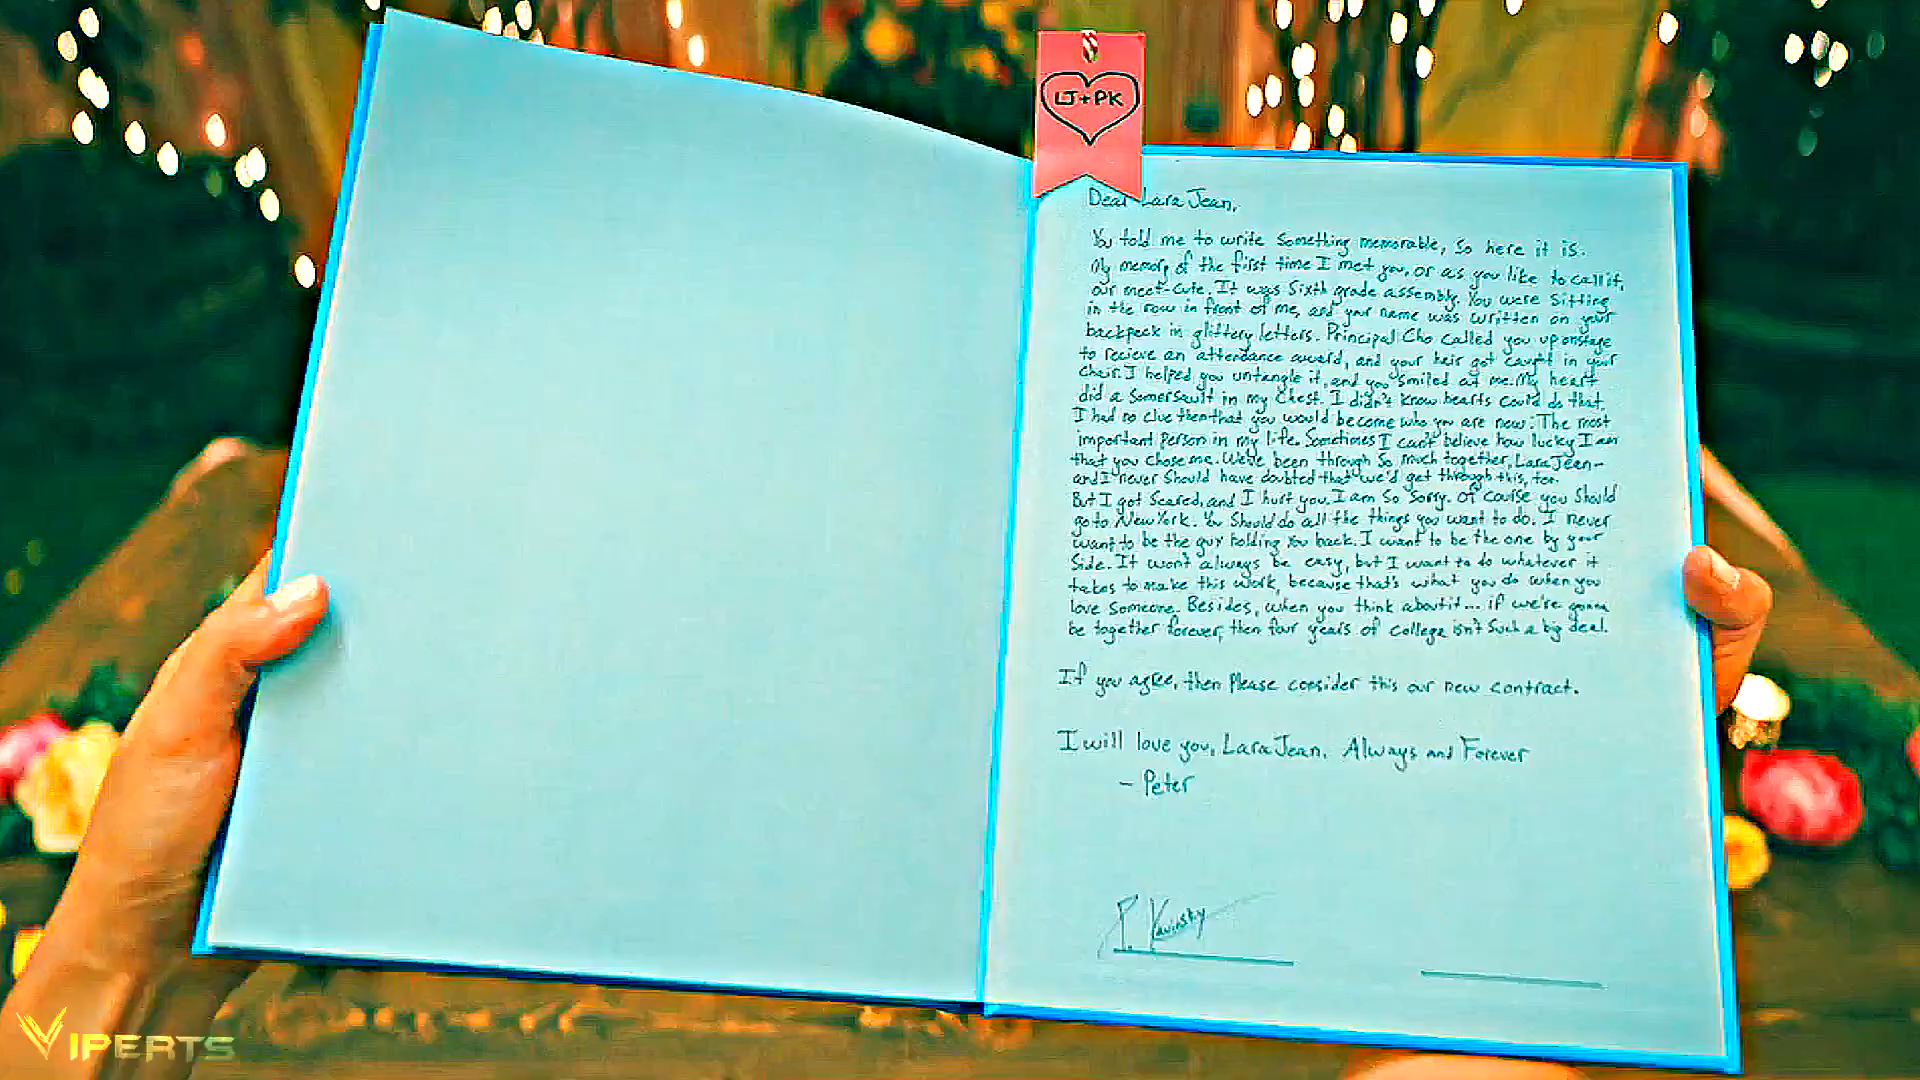 LJ+PK
Dear Lara Jean,
You told me to write something memorable, so here it is.
My memory of the first time I met you, or as you like to call it,
our meet-cute. It was Sixth grade assembly. You were Sitting
in the row in front of me, and your name was written on your
backpack in glittery letters. Principal Cho called you up onstage
to recieve an attendance award, and your hair got caught in your
Chair. I helped you untangle it, and you smiled at me. My heart
did a Somersault in my Chest. I didn't know hearts could do that.
I had no clue then that you would become who you are now: The most
important person in my life. Sometimes I can't believe how lucky I am
that you chose me. We've been through So much together, Lara Jean-
and I never Should have doubted that we'd get through this, too.
But I got Scared, and I hurt you. I am So Sorry. Of course you Should
go to New York. You Should do all the things you want to do. I never
want to be the guy holding You back. I want to be the one by your
Side. It won't always be easy, but I want to do whatever it
takes to make this work, because that's what you do when you
love Someone. Besides, when you think about it... if we're gonna
be together forever, then four years of college isn't Such a big deal.
If you agree, then Please consider this our new contract.
I will love you, Lara Jean. Always and Forever
- Peter
P. Kavinsky
VIPERTS